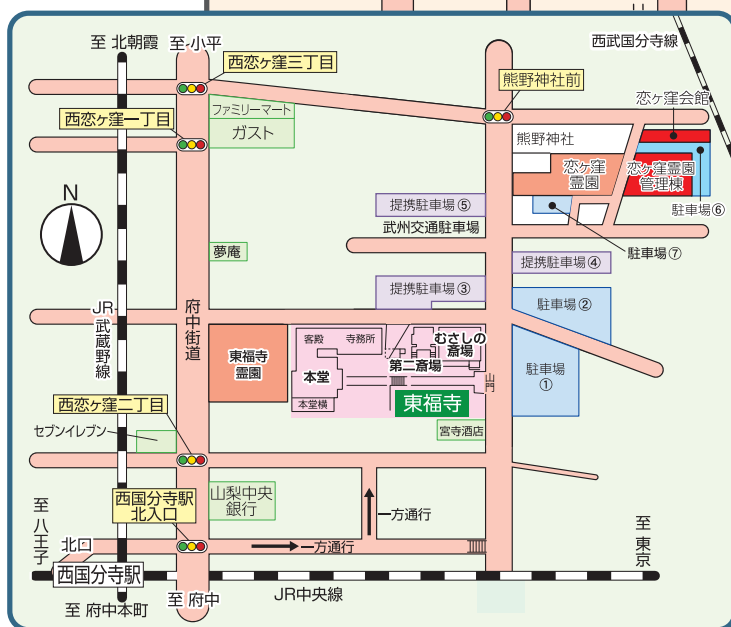 至 北朝霞
至 小平
西恋ヶ窪三丁目
西武国分寺線
熊野神社前
恋ヶ窪会館
ファミリーマート
ガスト
西恋ヶ窪一丁目
熊野神社
恋ヶ窪
霊園
恋ヶ窪霊園
管理棟
N
提携駐車場⑤
駐車場⑥
武州交通駐車場
夢庵
駐車場⑦
提携駐車場④
提携駐車場③
駐車場②
JR
武蔵野線
府中街道
客殿
寺務所
むさしの
斎場
東福寺
霊園
本堂
第二斎場
駐車場
①
山門
本堂横
東福寺
西恋ヶ窪二丁目
セブンイレブン
宮寺酒店
山梨中央
銀行
西国分寺駅
北入口
一方通行
至 八王子
北口
一方通行
至 東京
西国分寺駅
至 府中
JR中央線
至 府中本町